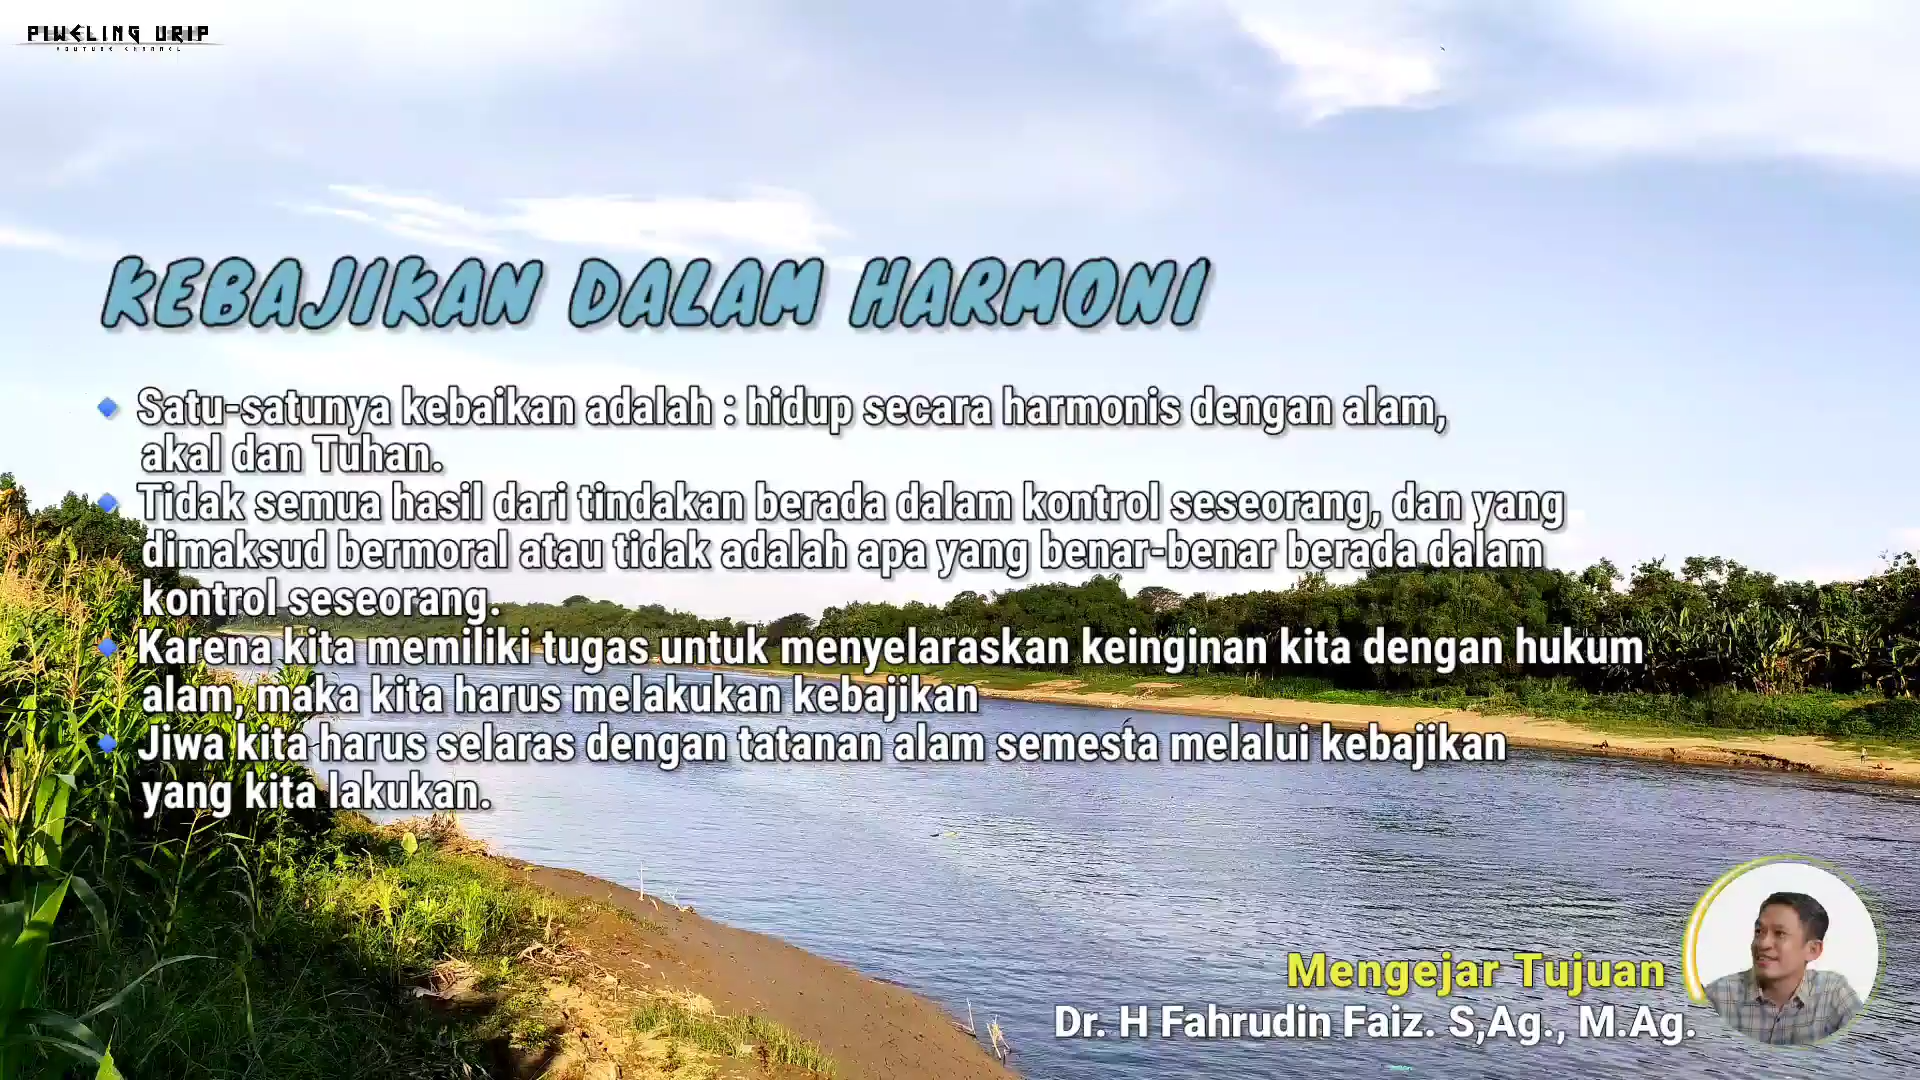 PIWELING URIP
YOUTUBE CHANNEL
KEBAJIKAN DALAM HARMONI
Satu-satunya kebaikan adalah : hidup secara harmonis dengan alam,
akal dan Tuhan.
Tidak semua hasil dari tindakan berada dalam kontrol seseorang, dan yang
dimaksud bermoral atau tidak adalah apa yang benar-benar berada dalam
kontrol seseorang.
Karena kita memiliki tugas untuk menyelaraskan keinginan kita dengan hukum
alam, maka kita harus melakukan kebajikan
Jiwa kita harus selaras dengan tatanan alam semesta melalui kebajikan
yang kita lakukan.
Mengejar Tujuan
Dr. H Fahrudin Faiz. S,Ag., M.Ag.